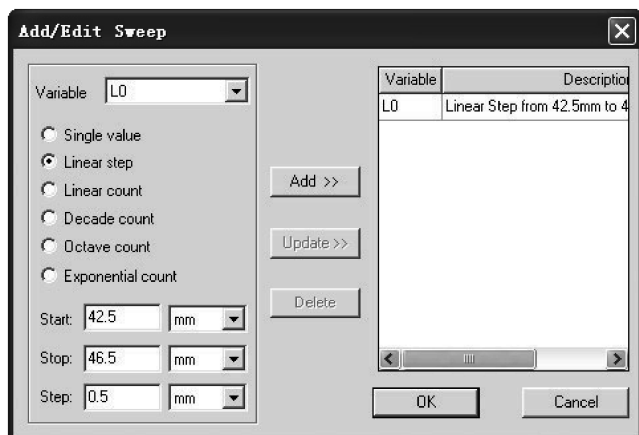 Add/Edit Sweep
Variable L0
Single value
Linear step
Linear count
Decade count
Octave count
Exponential count
Start: 42.5 mm
Stop: 46.5 mm
Step: 0.5 mm
Add >>
Update >>
Delete
Variable Description
L0 Linear Step from 42.5mm to 4
OK Cancel